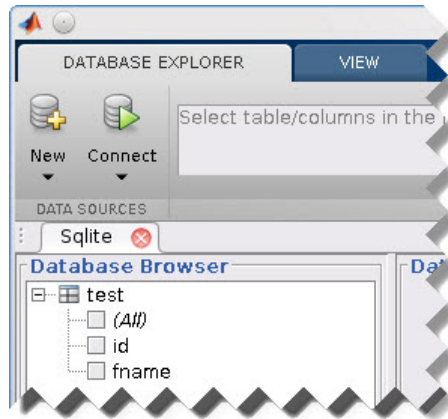 DATABASE EXPLORER
VIEW
Select table/columns in the
New
Connect
DATA SOURCES
Sqlite
Database Browser
test
(All)
id
fname